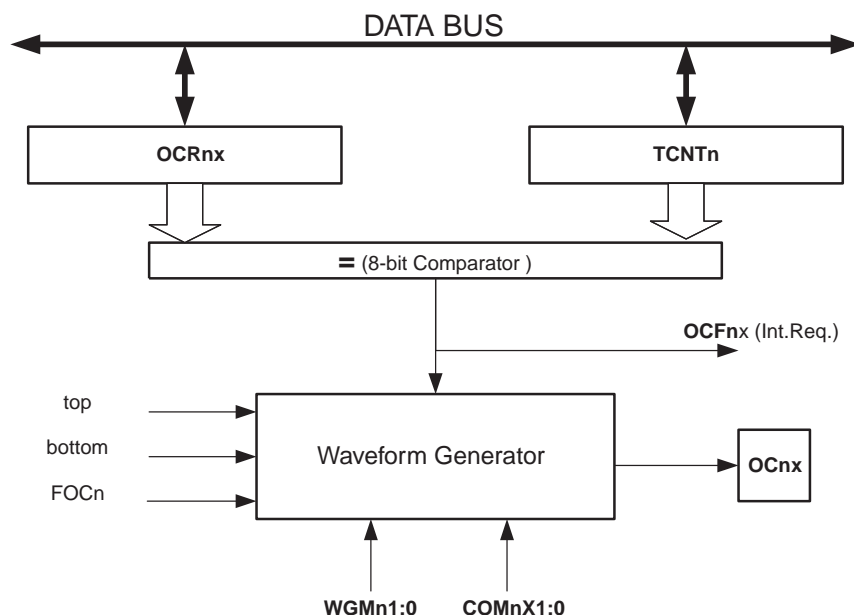 DATA BUS
OCRnx
TCNTn
= (8-bit Comparator )
OCFnx (Int.Req.)
top
bottom
FOCn
Waveform Generator
OCnx
WGMn1:0
COMnX1:0